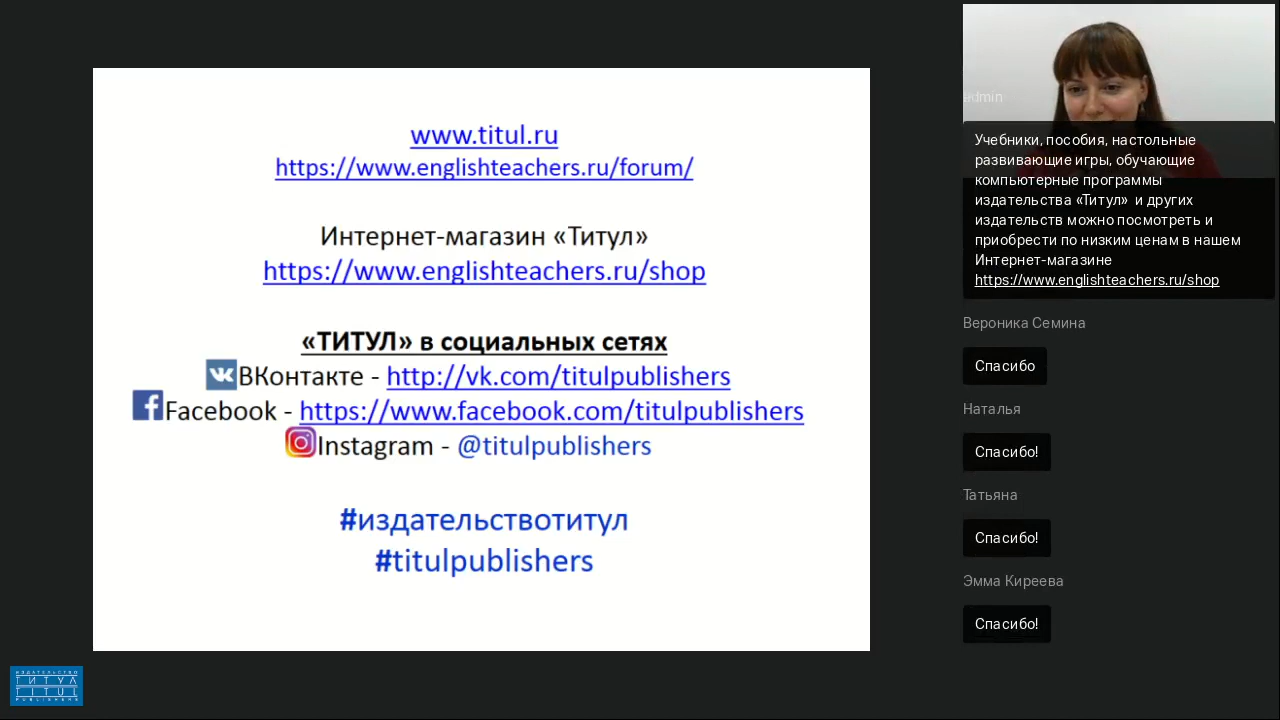 www.titul.ru
https://www.englishteachers.ru/forum/
Интернет-магазин «Титул»
https://www.englishteachers.ru/shop
«ТИТУЛ» в социальных сетях
ВКонтакте - http://vk.com/titulpublishers
Facebook - https://www.facebook.com/titulpublishers
Instagram - @titulpublishers
#издательствотитул
#titulpublishers
admin
Учебники, пособия, настольные
развивающие игры, обучающие
компьютерные программы
издательства «Титул» и других
издательств можно посмотреть и
приобрести по низким ценам в нашем
Интернет-магазине
https://www.englishteachers.ru/shop
Вероника Семина
Спасибо
Наталья
Спасибо!
Татьяна
Спасибо!
Эмма Киреева
Спасибо!
ИЗДАТЕЛЬСТВО
ТИТУЛ
TITUL
PUBLISHERS